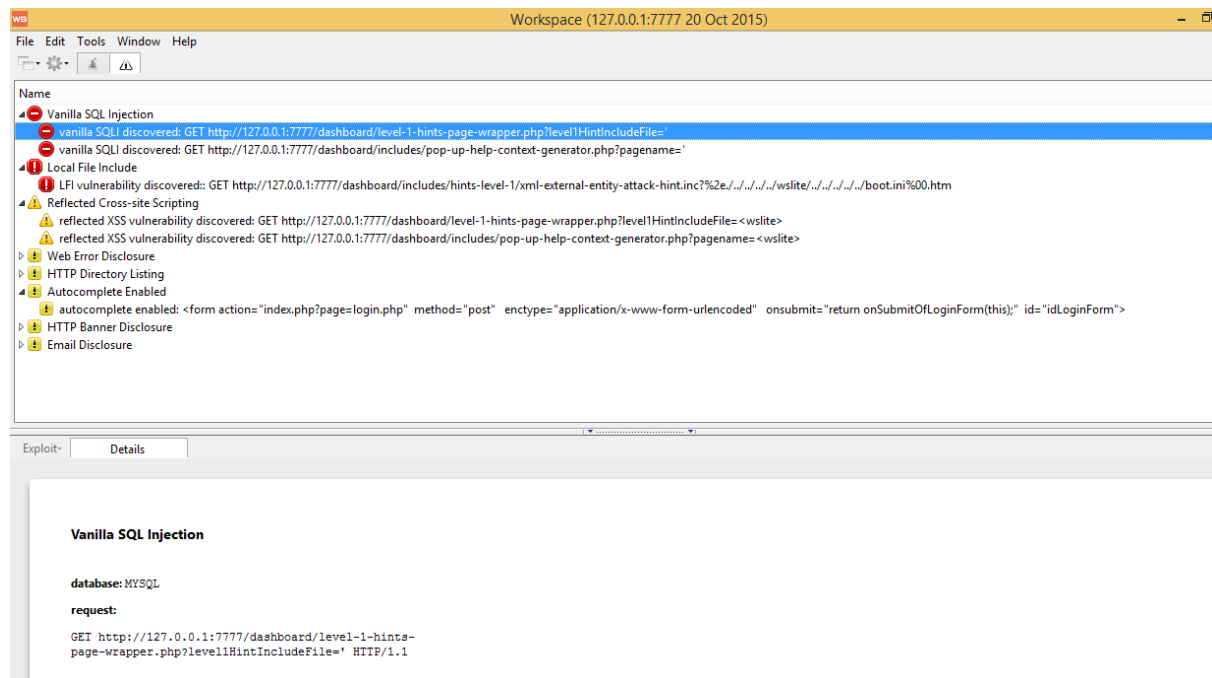 WS Workspace (127.0.0.1:7777 20 Oct 2015)
File Edit Tools Window Help
Name
Vanilla SQL Injection
vanilla SQLI discovered: GET http://127.0.0.1:7777/dashboard/level-1-hints-page-wrapper.php?level1HintIncludeFile='
vanilla SQLI discovered: GET http://127.0.0.1:7777/dashboard/includes/pop-up-help-context-generator.php?pagename='
Local File Include
LFI vulnerability discovered:: GET http://127.0.0.1:7777/dashboard/includes/hints-level-1/xml-external-entity-attack-hint.inc?%2e./../../../../wslite/../../../../../boot.ini%00.htm
Reflected Cross-site Scripting
reflected XSS vulnerability discovered: GET http://127.0.0.1:7777/dashboard/level-1-hints-page-wrapper.php?level1HintIncludeFile=<wslite>
reflected XSS vulnerability discovered: GET http://127.0.0.1:7777/dashboard/includes/pop-up-help-context-generator.php?pagename=<wslite>
Web Error Disclosure
HTTP Directory Listing
Autocomplete Enabled
autocomplete enabled: <form action="index.php?page=login.php" method="post" enctype="application/x-www-form-urlencoded" onsubmit="return onSubmitOfLoginForm(this);" id="idLoginForm">
HTTP Banner Disclosure
Email Disclosure
Exploit Details
Vanilla SQL Injection
database: MYSQL
request:
GET http://127.0.0.1:7777/dashboard/level-1-hints-
page-wrapper.php?level1HintIncludeFile=' HTTP/1.1